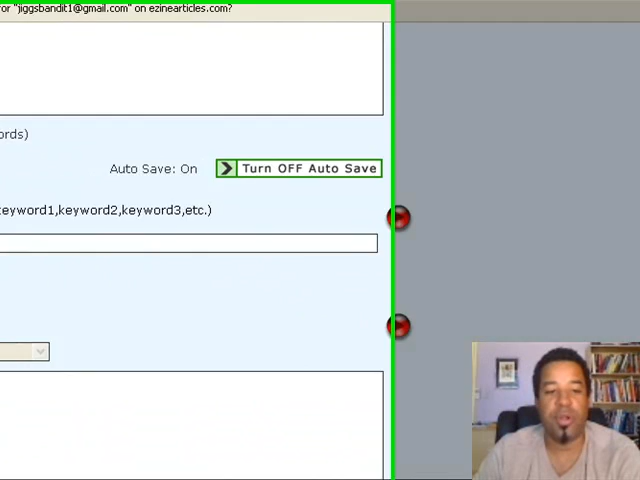 or "jiggsbandit1@gmail.com" on ezinearticles.com?
ords)
Auto Save: On
Turn OFF Auto Save
keyword1,keyword2,keyword3,etc.)